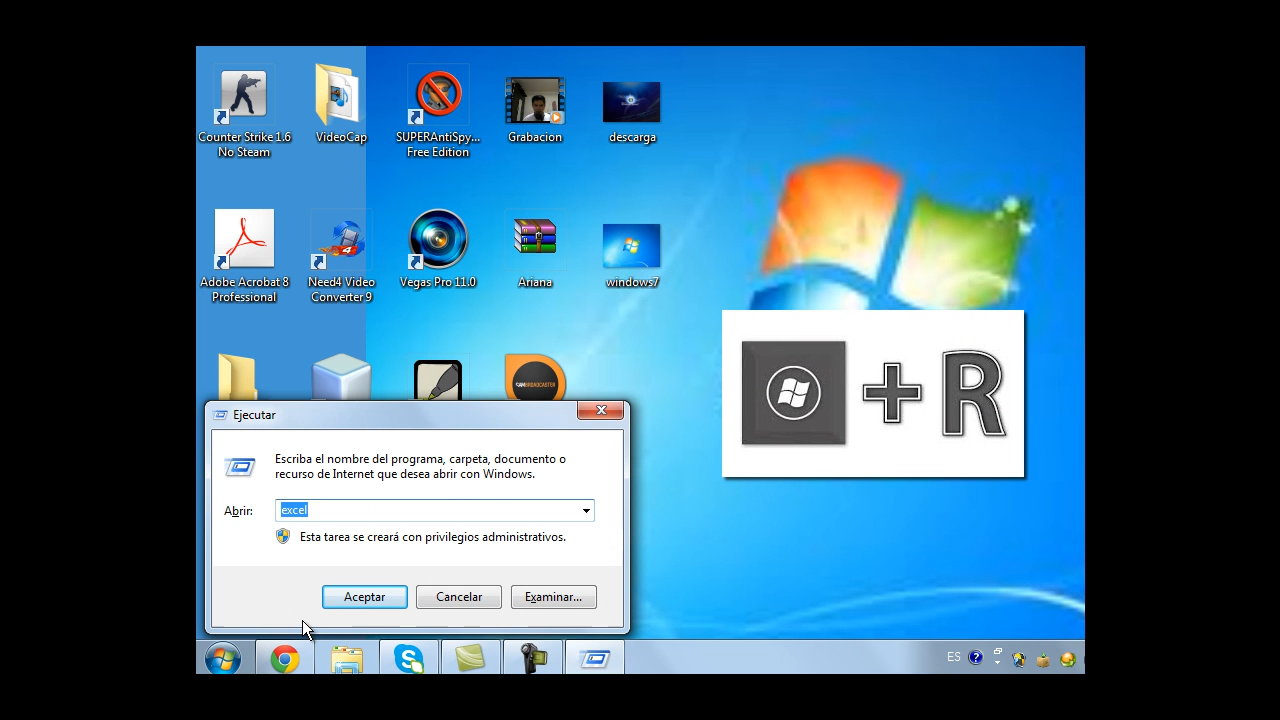 Counter Strike 1.6
No Steam
VideoCap
SUPERAntiSpy...
Free Edition
Grabacion
descarga
Adobe Acrobat 8
Professional
Need4 Video
Converter 9
Vegas Pro 11.0
Ariana
windows7
CAMBROADCASTER
+ R
Ejecutar
Escriba el nombre del programa, carpeta, documento o
recurso de Internet que desea abrir con Windows.
Abrir:
excel
Esta tarea se creará con privilegios administrativos.
Aceptar
Cancelar
Examinar...
ES